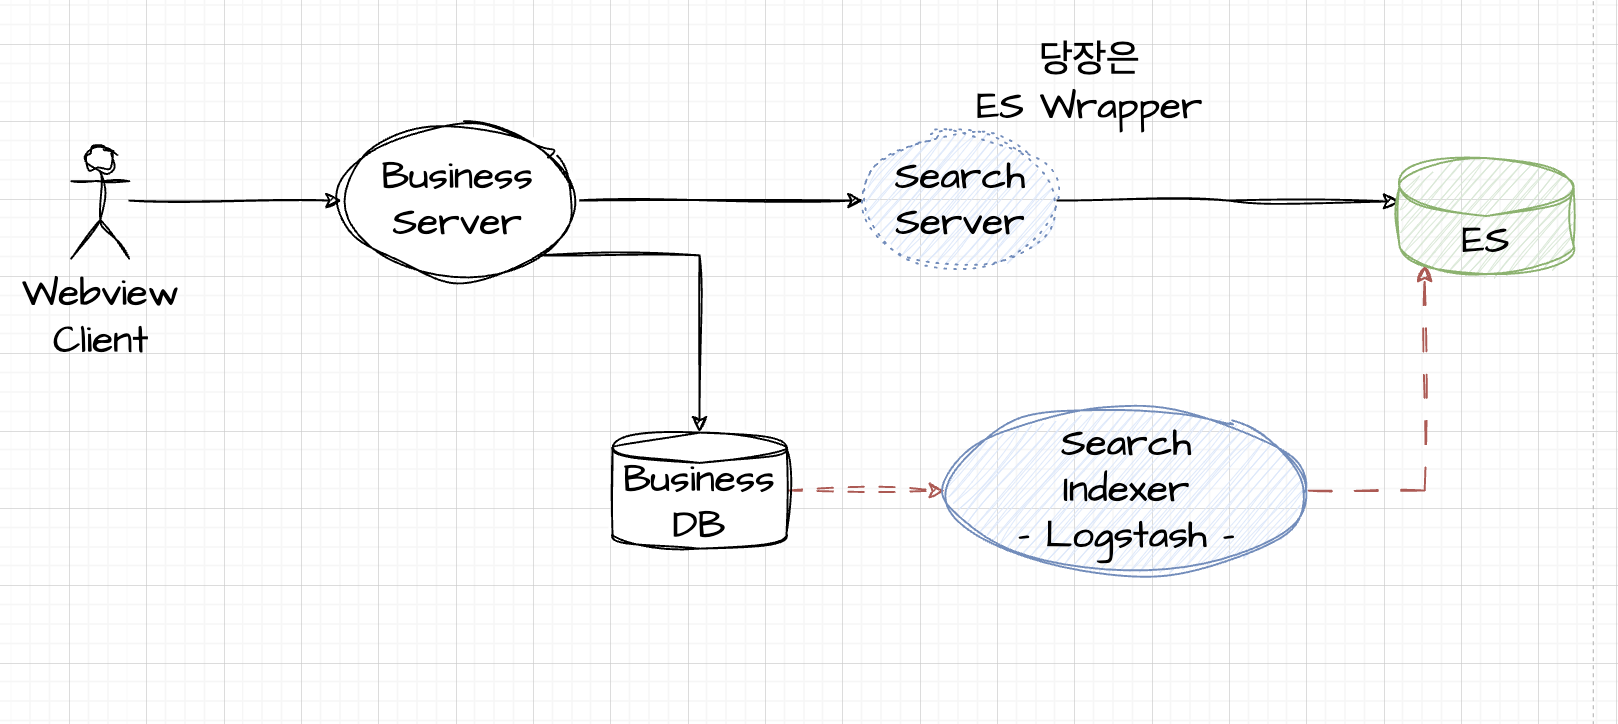 당장은
ES Wrapper
Webview
Client
Business
Server
Search
Server
ES
Business
DB
Search
Indexer
- Logstash -